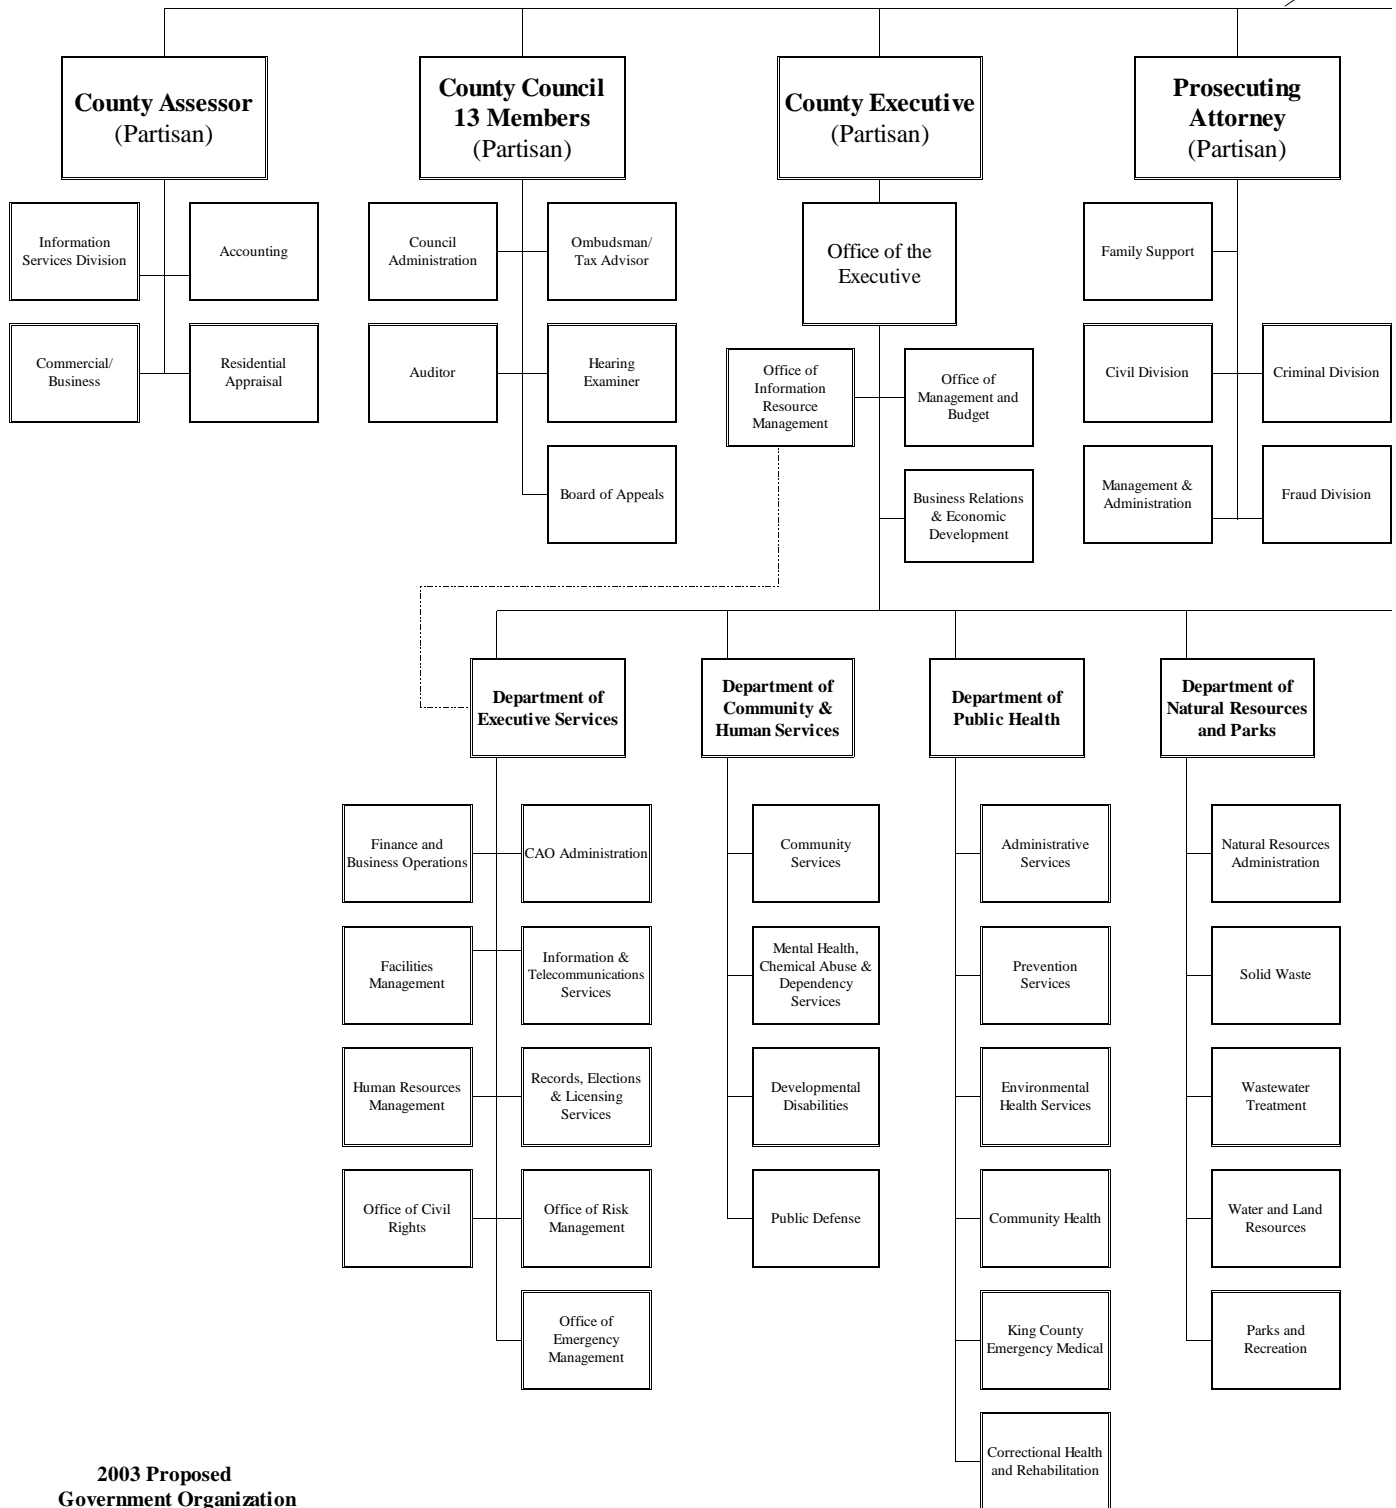 County Assessor
(Partisan)
County Council
13 Members
(Partisan)
County Executive
(Partisan)
Prosecuting
Attorney
(Partisan)
Information
Services Division
Accounting
Commercial/
Business
Residential
Appraisal
Council
Administration
Ombudsman/
Tax Advisor
Auditor
Hearing
Examiner
Board of Appeals
Office of the
Executive
Office of
Information
Resource
Management
Office of
Management and
Budget
Business Relations
& Economic
Development
Family Support
Civil Division
Criminal Division
Management &
Administration
Fraud Division
Department of
Executive Services
Department of
Community &
Human Services
Department of
Public Health
Department of
Natural Resources
and Parks
Finance and
Business Operations
CAO Administration
Facilities
Management
Information &
Telecommunications
Services
Human Resources
Management
Records, Elections
& Licensing
Services
Office of Civil
Rights
Office of Risk
Management
Office of
Emergency
Management
Community
Services
Mental Health,
Chemical Abuse &
Dependency
Services
Developmental
Disabilities
Public Defense
Administrative
Services
Prevention
Services
Environmental
Health Services
Community Health
King County
Emergency Medical
Correctional Health
and Rehabilitation
Natural Resources
Administration
Solid Waste
Wastewater
Treatment
Water and Land
Resources
Parks and
Recreation
2003 Proposed
Government Organization